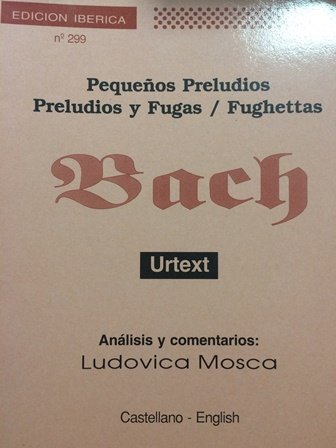 EDICION IBERICA
nº 299
Pequeños Preludios
Preludios y Fugas / Fughettas
Bach
Urtext
Análisis y comentarios:
Ludovica Mosca
Castellano - English